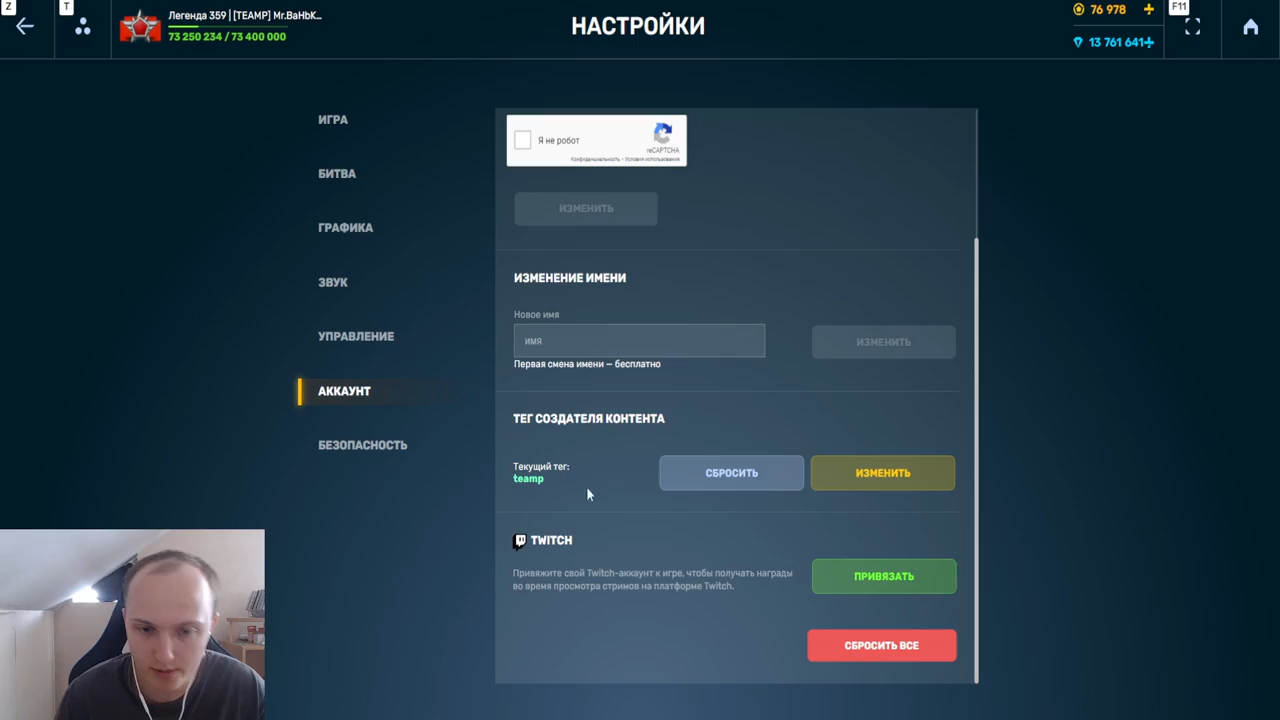 Z
T
Легенда 359 | [TEAMP] Mr.BaHbK...
73 250 234 / 73 400 000
НАСТРОЙКИ
76 978
13 761 641
F11
ИГРА
БИТВА
ГРАФИКА
ЗВУК
УПРАВЛЕНИЕ
АККАУНТ
БЕЗОПАСНОСТЬ
Я не робот
reCAPTCHA
Конфиденциальность - Условия использования
ИЗМЕНИТЬ
ИЗМЕНЕНИЕ ИМЕНИ
Новое имя
ИМЯ
ИЗМЕНИТЬ
Первая смена имени — бесплатно
ТЕГ СОЗДАТЕЛЯ КОНТЕНТА
Текущий тег:
teamp
СБРОСИТЬ
ИЗМЕНИТЬ
TWITCH
Привяжите свой Twitch-аккаунт к игре, чтобы получать награды
во время просмотра стримов на платформе Twitch.
ПРИВЯЗАТЬ
СБРОСИТЬ ВСЕ